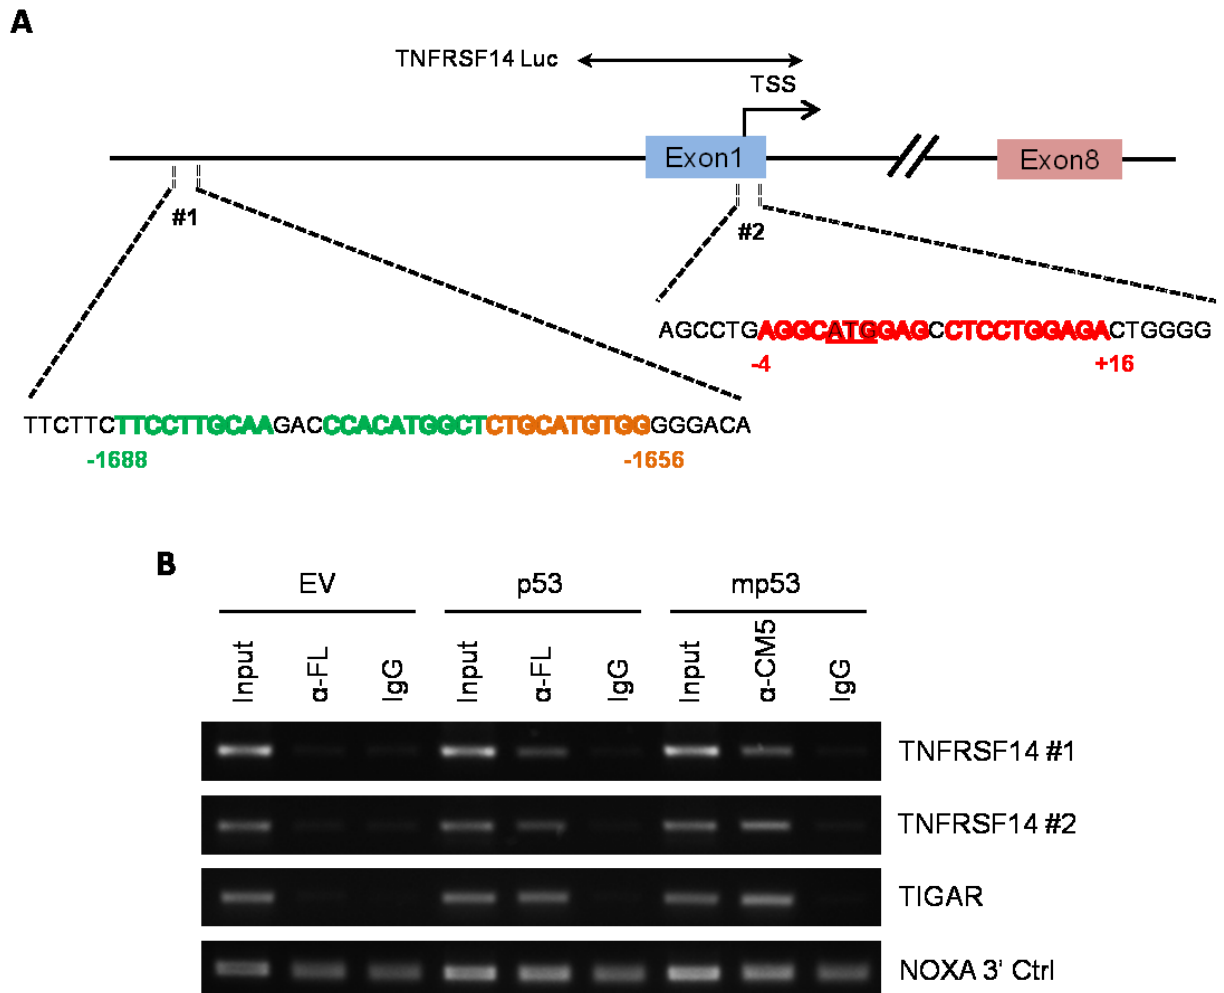 A
TNFRSF14 Luc
TSS
Exon1
Exon8
#1
#2
AGCCTGAGGCATGGAGCCTCCTGGAGACTGGGG
-4 +16
TTCTTCTTCCTTGCAAGACCCACATGGCTCTGCATGTGGGGGACA
-1688 -1656
B
EV p53 mp53
Input α-FL IgG Input α-FL IgG Input α-CM5 IgG
TNFRSF14 #1
TNFRSF14 #2
TIGAR
NOXA 3' Ctrl